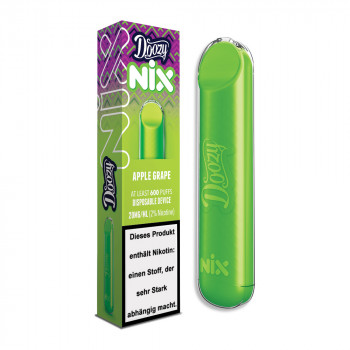 Doozy
NIX
NIX
APPLE GRAPE
AT LEAST 600 PUFFS
DISPOSABLE DEVICE
20MG/ML (2% Nicotine)
Dieses Produkt
enthält Nikotin:
einen Stoff, der
sehr Stark
abhängig macht.
Doozy
NIX